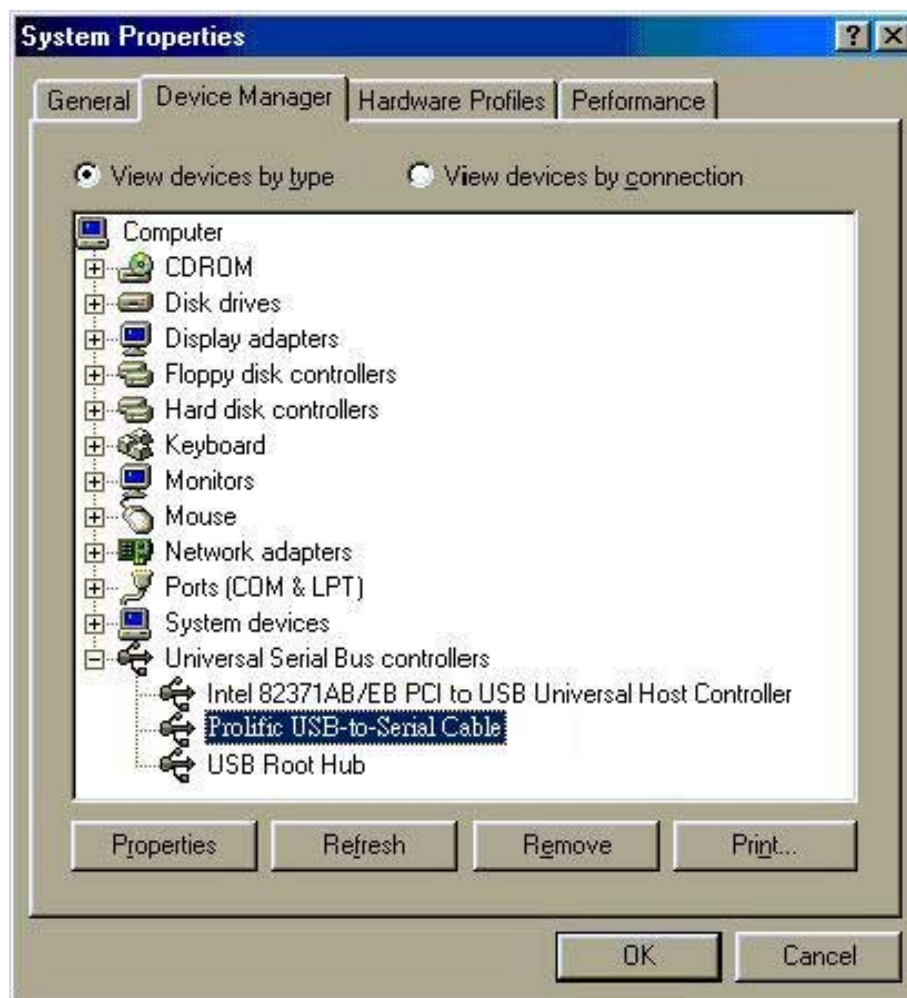 System Properties
General Device Manager Hardware Profiles Performance
View devices by type View devices by connection
Computer
CDROM
Disk drives
Display adapters
Floppy disk controllers
Hard disk controllers
Keyboard
Monitors
Mouse
Network adapters
Ports (COM & LPT)
System devices
Universal Serial Bus controllers
Intel 82371AB/EB PCI to USB Universal Host Controller
Prolific USB-to-Serial Cable
USB Root Hub
Properties Refresh Remove Print...
OK Cancel